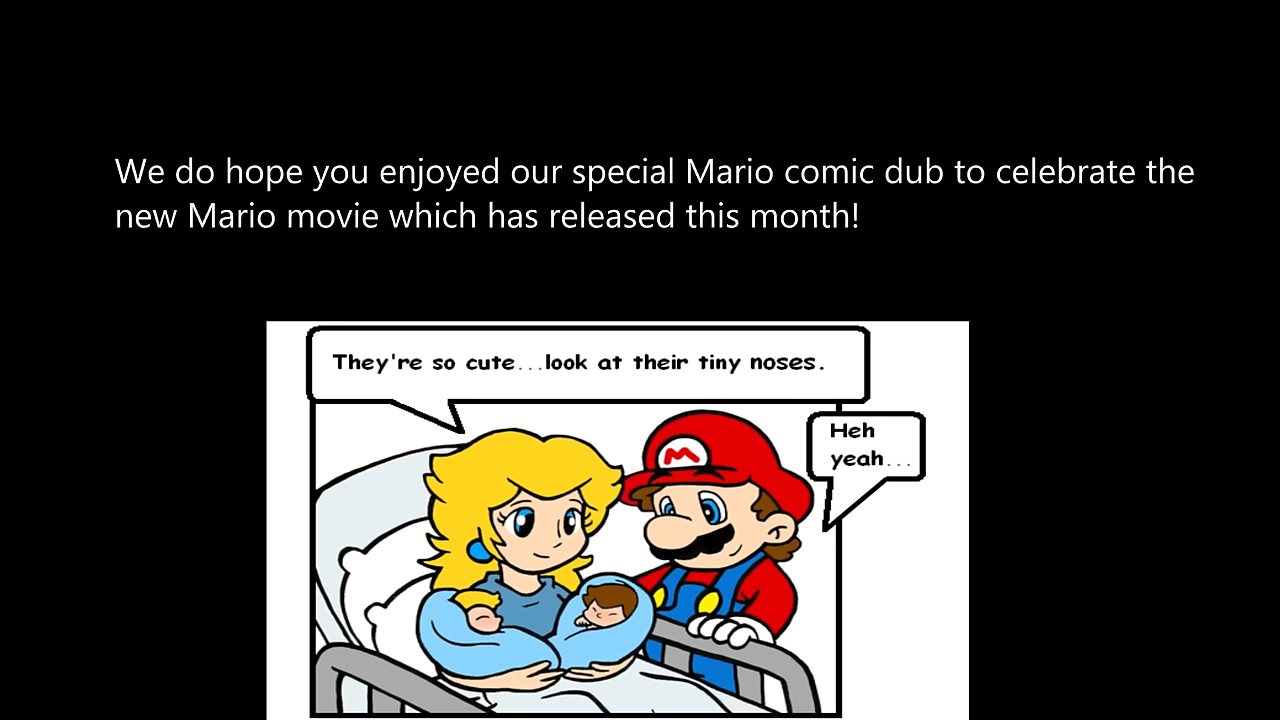 We do hope you enjoyed our special Mario comic dub to celebrate the
new Mario movie which has released this month!
They're so cute...look at their tiny noses.
Heh
yeah...
M